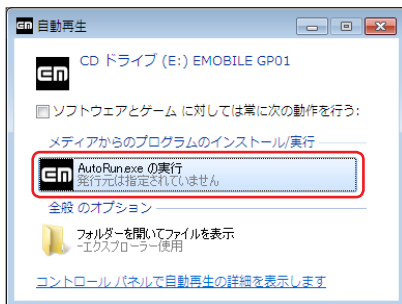 EM 自動再生
CD ドライブ (E:) EMOBILE GP01
EM
ソフトウェアとゲーム に対しては常に次の動作を行う:
メディアからのプログラムのインストール/実行
EM AutoRun.exe の実行
発行元は指定されていません
全般 のオプション
フォルダーを開いてファイルを表示
-エクスプローラー使用
コントロール パネルで自動再生の詳細を表示します